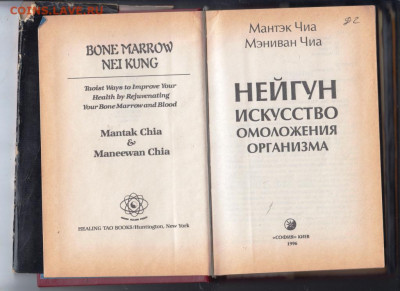 COINSS.LAVE.RU
BONE MARROW
NEI KUNG
Taoist Ways to Improve Your
Health by Rejuvenating
Your Bone Marrow and Blood
Mantak Chia
&
Maneewan Chia
HEALING TAO BOOKS/Huntington, New York
Мантэк Чиа
Мэниван Чиа
НЕЙГУН
ИСКУССТВО
ОМОЛОЖЕНИЯ
ОРГАНИЗМА
«СОФИЯ» КИЕВ
1996